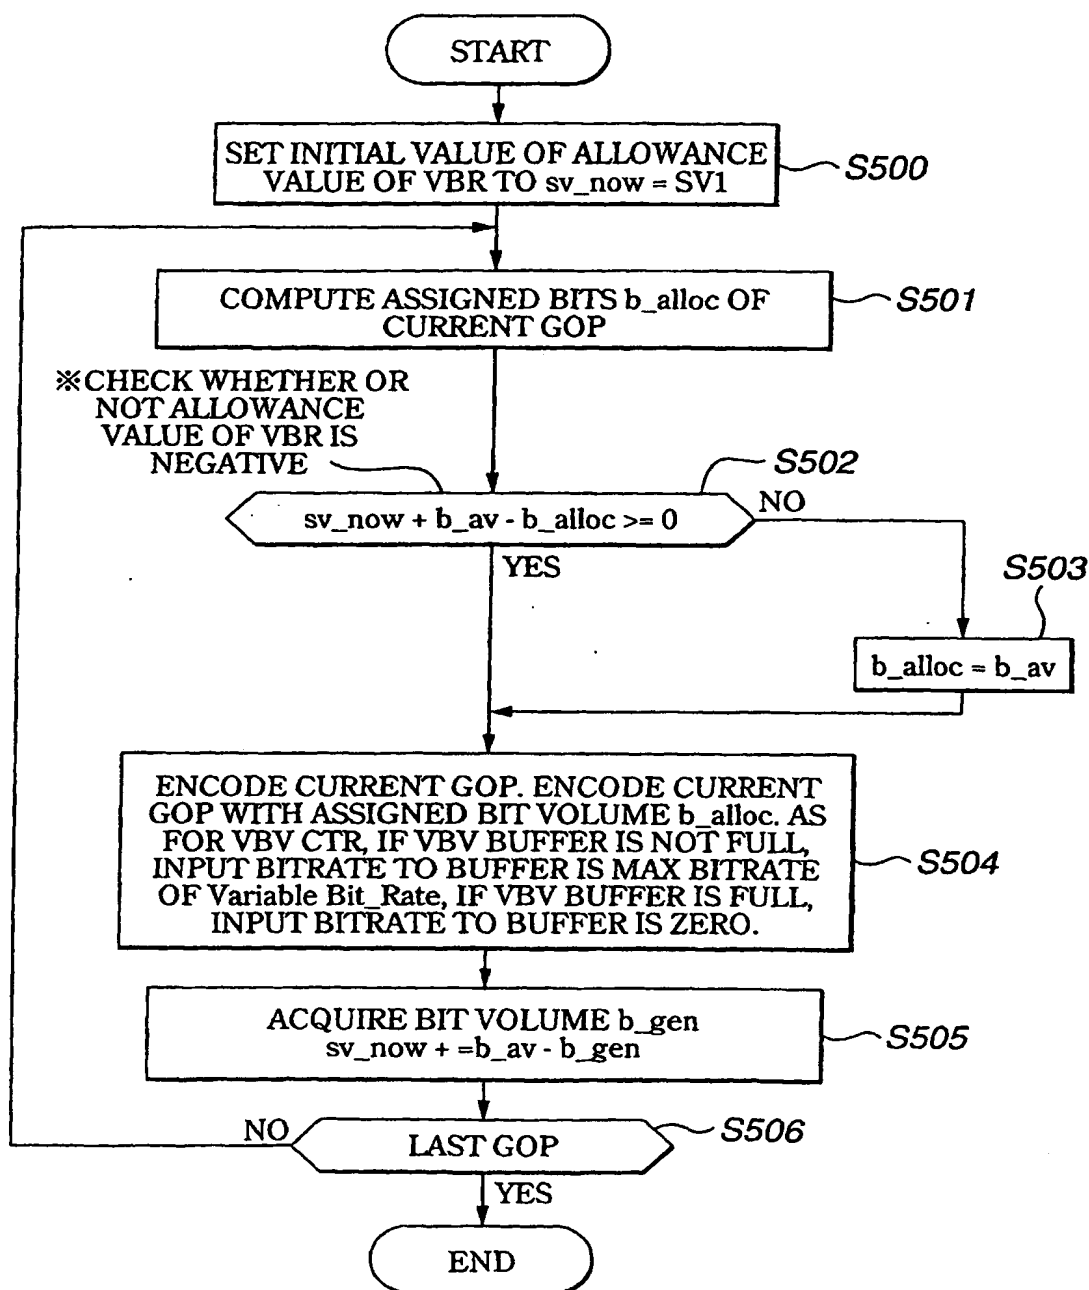 START
SET INITIAL VALUE OF ALLOWANCE
VALUE OF VBR TO sv_now = SV1
S500
COMPUTE ASSIGNED BITS b_alloc OF
CURRENT GOP
S501
※CHECK WHETHER OR
NOT ALLOWANCE
VALUE OF VBR IS
NEGATIVE
S502
sv_now + b_av - b_alloc >= 0
NO
YES
S503
b_alloc = b_av
ENCODE CURRENT GOP. ENCODE CURRENT
GOP WITH ASSIGNED BIT VOLUME b_alloc. AS
FOR VBV CTR, IF VBV BUFFER IS NOT FULL,
INPUT BITRATE TO BUFFER IS MAX BITRATE
OF Variable Bit_Rate, IF VBV BUFFER IS FULL,
INPUT BITRATE TO BUFFER IS ZERO.
S504
ACQUIRE BIT VOLUME b_gen
sv_now + =b_av - b_gen
S505
NO
LAST GOP
S506
YES
END